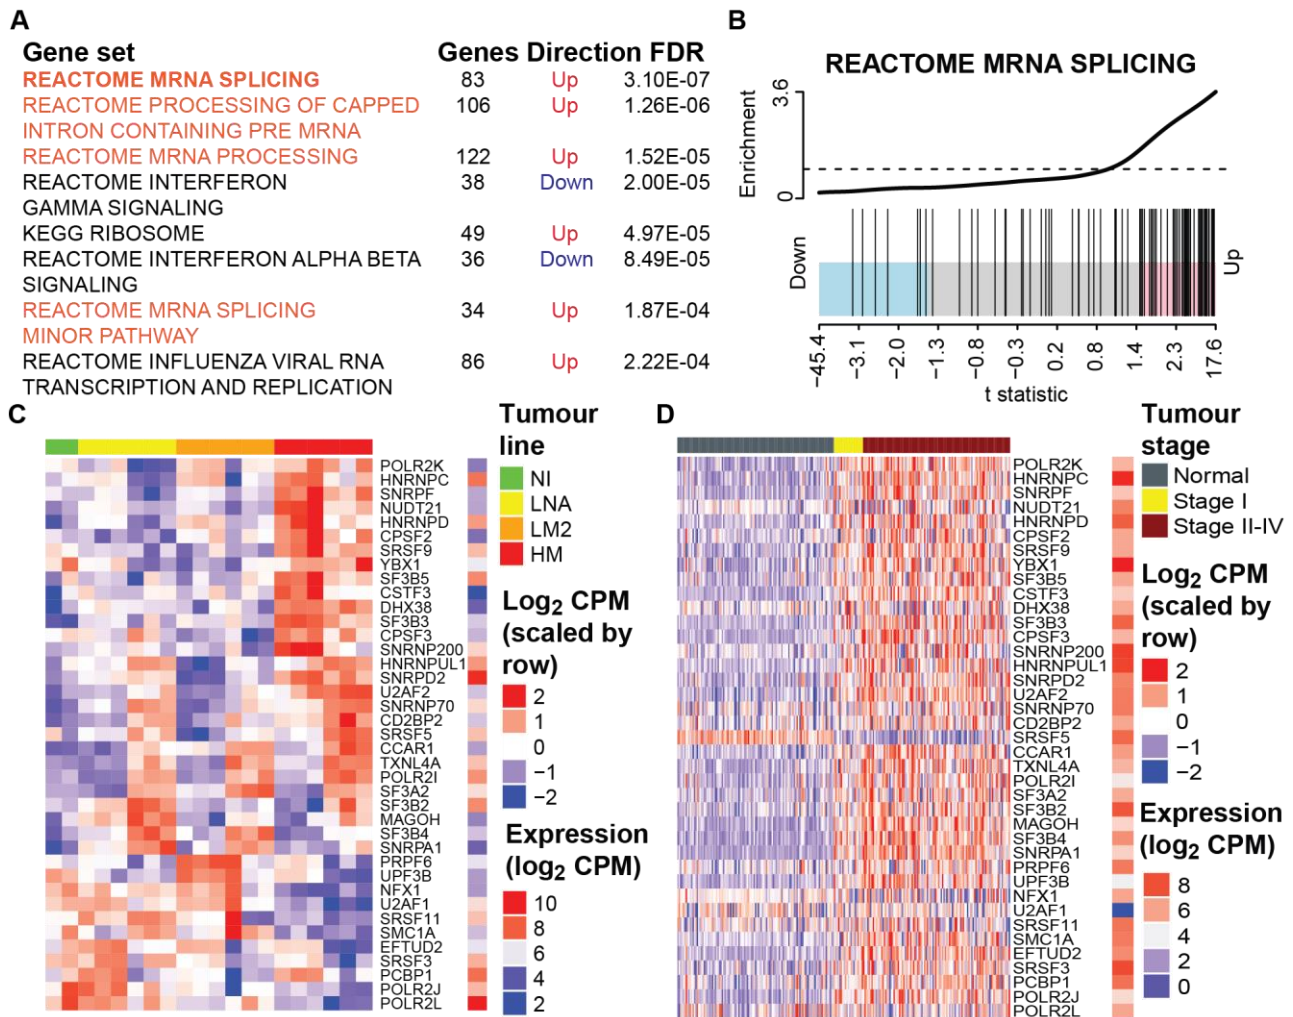 A
Gene set Genes Direction FDR
REACTOME MRNA SPLICING 83 Up 3.10E-07
REACTOME PROCESSING OF CAPPED 106 Up 1.26E-06
INTRON CONTAINING PRE MRNA
REACTOME MRNA PROCESSING 122 Up 1.52E-05
REACTOME INTERFERON 38 Down 2.00E-05
GAMMA SIGNALING
KEGG RIBOSOME 49 Up 4.97E-05
REACTOME INTERFERON ALPHA BETA 36 Down 8.49E-05
SIGNALING
REACTOME MRNA SPLICING 34 Up 1.87E-04
MINOR PATHWAY
REACTOME INFLUENZA VIRAL RNA 86 Up 2.22E-04
TRANSCRIPTION AND REPLICATION
B
REACTOME MRNA SPLICING
Enrichment
3.6
0
Down
Up
−45.4 −3.1 −2.0 −1.3 −0.8 −0.3 0.2 0.8 1.4 2.3 17.6
t statistic
C
POLR2K
HNRNPC
SNRPF
NUDT21
HNRNPD
CPSF2
SRSF9
YBX1
SF3B5
CSTF3
DHX38
SF3B3
CPSF3
SNRNP200
HNRNPUL1
SNRPD2
U2AF2
SNRNP70
CD2BP2
SRSF5
CCAR1
TXNL4A
POLR2I
SF3A2
SF3B2
MAGOH
SF3B4
SNRPA1
PRPF6
UPF3B
NFX1
U2AF1
SRSF11
SMC1A
EFTUD2
SRSF3
PCBP1
POLR2J
POLR2L
Tumour
line
NI
LNA
LM2
HM
Log2 CPM
(scaled by
row)
2
1
0
−1
−2
Expression
(log2 CPM)
10
8
6
4
2
D
POLR2K
HNRNPC
SNRPF
NUDT21
HNRNPD
CPSF2
SRSF9
YBX1
SF3B5
CSTF3
DHX38
SF3B3
CPSF3
SNRNP200
HNRNPUL1
SNRPD2
U2AF2
SNRNP70
CD2BP2
SRSF5
CCAR1
TXNL4A
POLR2I
SF3A2
SF3B2
MAGOH
SF3B4
SNRPA1
PRPF6
UPF3B
NFX1
U2AF1
SRSF11
SMC1A
EFTUD2
SRSF3
PCBP1
POLR2J
POLR2L
Tumour
stage
Normal
Stage I
Stage II-IV
Log2 CPM
(scaled by
row)
2
1
0
−1
−2
Expression
(log2 CPM)
8
6
4
2
0